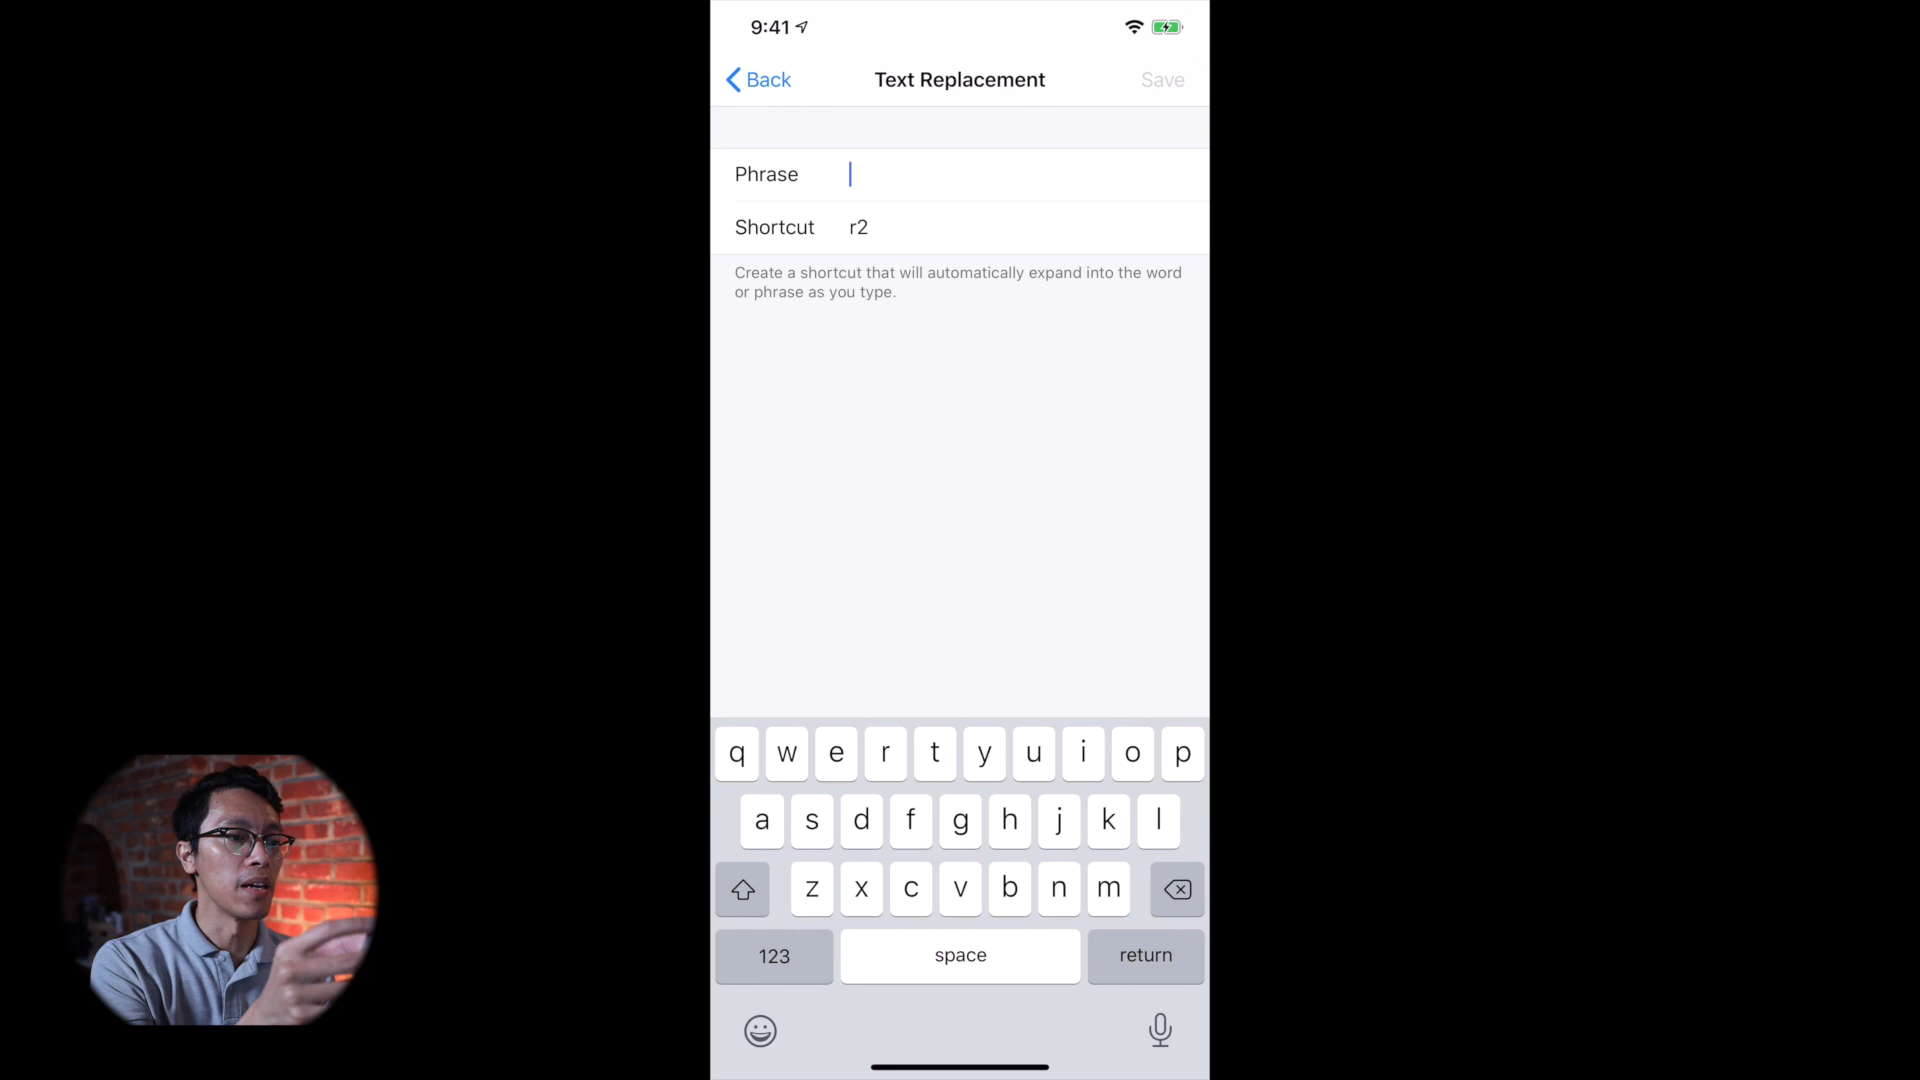 9:41
Back Text Replacement Save
Phrase
Shortcut r2
Create a shortcut that will automatically expand into the word
or phrase as you type.
q w e r t y u i o p
a s d f g h j k l
z x c v b n m
123 space return